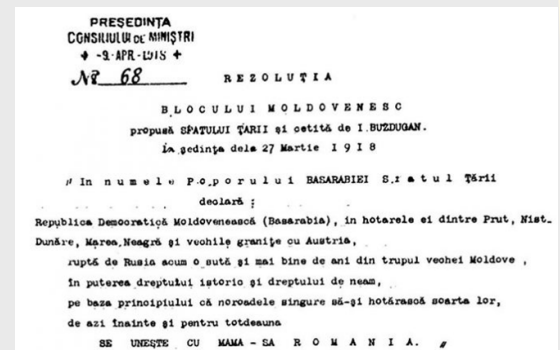 PREȘEDINȚA
CONSILIULUI DE MINIȘTRI
+ -9. APR. 1918 +
Nº 68
REZOLUȚIA
BLOCULUI MOLDOVENESC
propusă SFATULUI ȚĂRII și cetită de I.BUZDUGAN.
în ședința dela 27 Martie 1918
" In numele Poporului BASARABIEI Sfatul Țării
declară :
Republica Democratică Moldovenească (Basarabia), in hotarele ei dintre Prut, Nist-
Dunăre, Marea Neagră și vechile granițe cu Austria,
ruptă de Rusia acum o sută și mai bine de ani din trupul vechei Moldove ,
în puterea dreptului istoric și dreptului de neam,
pe baza principiului că noroadele singure să-și hotărască soarta lor,
de azi înainte și pentru totdeauna
SE UNEȘTE CU MAMA - SA ROMANIA. "